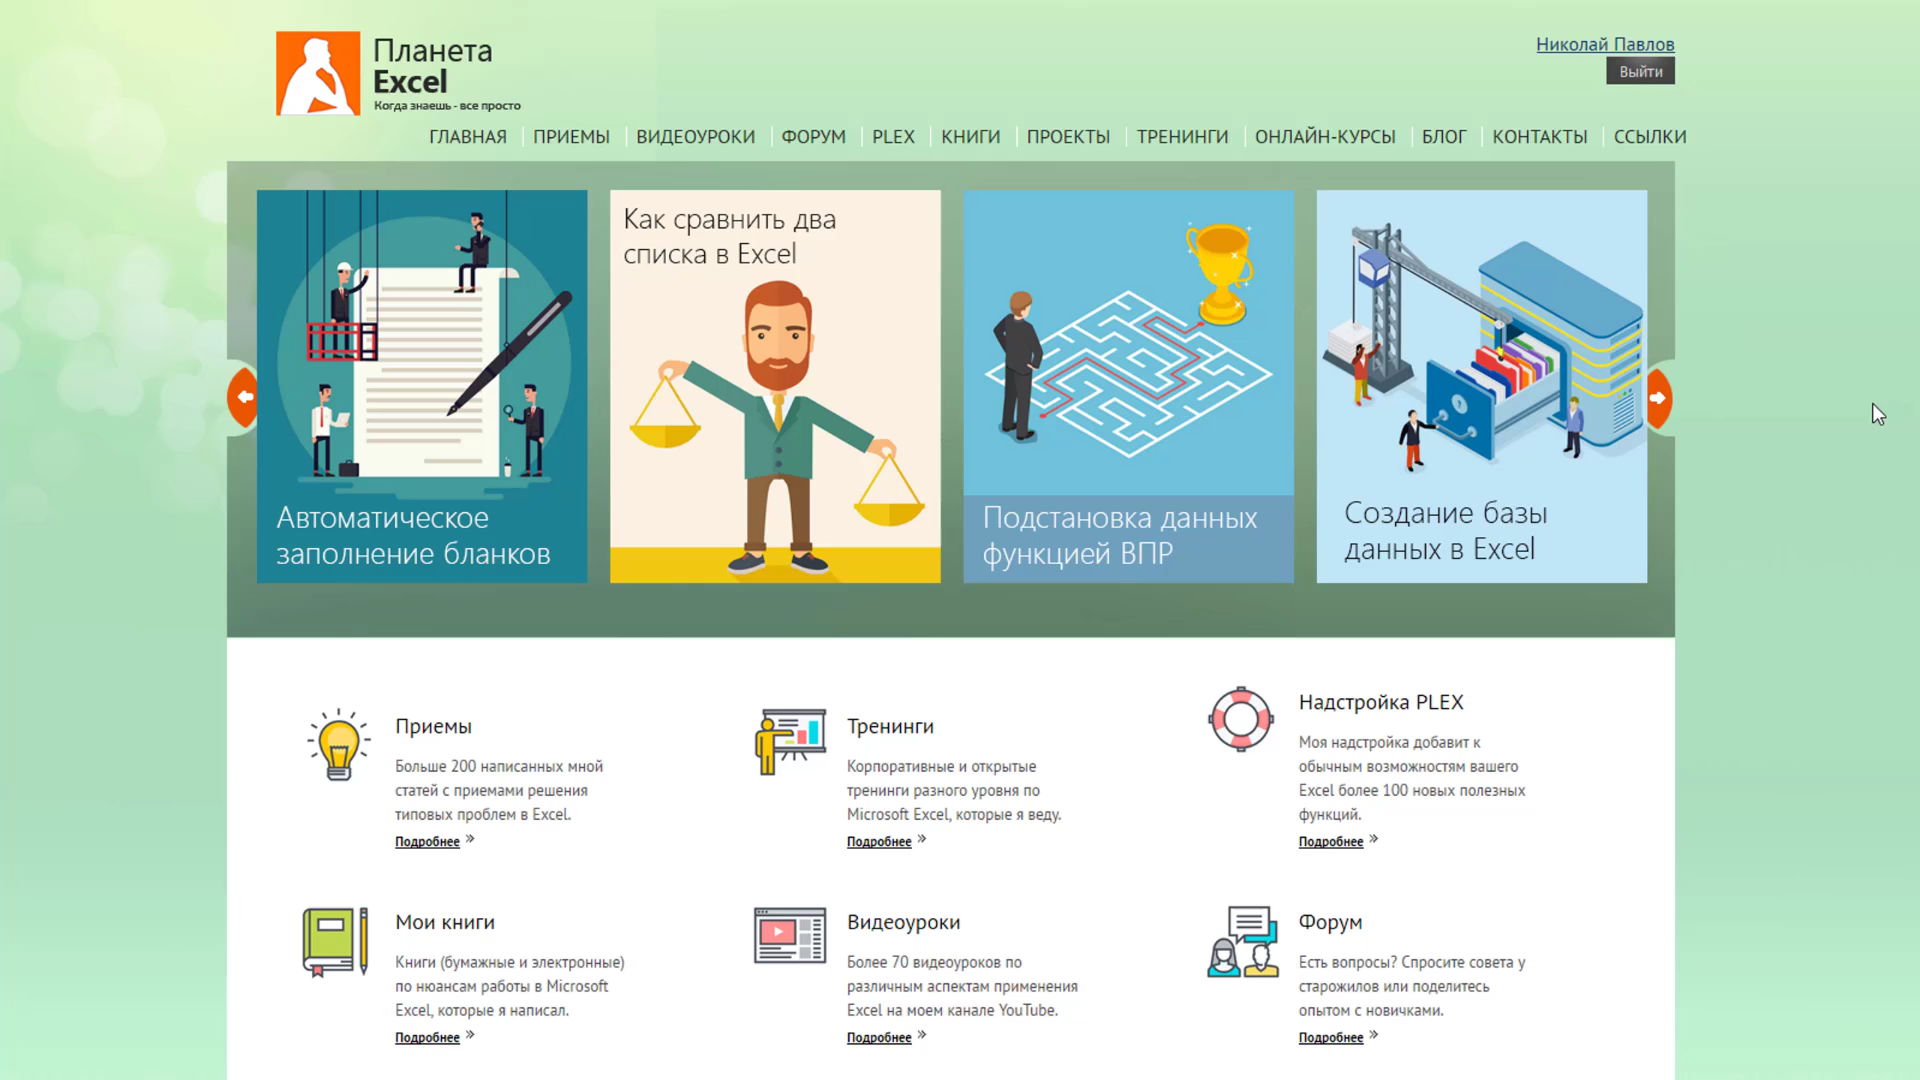 Планета
Excel
Когда знаешь - все просто
Николай Павлов
Выйти
ГЛАВНАЯ ПРИЕМЫ ВИДЕОУРОКИ ФОРУМ PLEX КНИГИ ПРОЕКТЫ ТРЕНИНГИ ОНЛАЙН-КУРСЫ БЛОГ КОНТАКТЫ ССЫЛКИ
Автоматическое
заполнение бланков
Как сравнить два
списка в Excel
Подстановка данных
функцией ВПР
Создание базы
данных в Excel
Приемы
Больше 200 написанных мной
статей с приемами решения
типовых проблем в Excel.
Подробнее »
Тренинги
Корпоративные и открытые
тренинги разного уровня по
Microsoft Excel, которые я веду.
Подробнее »
Надстройка PLEX
Моя надстройка добавит к
обычным возможностям вашего
Excel более 100 новых полезных
функций.
Подробнее »
Мои книги
Книги (бумажные и электронные)
по нюансам работы в Microsoft
Excel, которые я написал.
Подробнее »
Видеоуроки
Более 70 видеоуроков по
различным аспектам применения
Excel на моем канале YouTube.
Подробнее »
Форум
Есть вопросы? Спросите совета у
старожилов или поделитесь
опытом с новичками.
Подробнее »